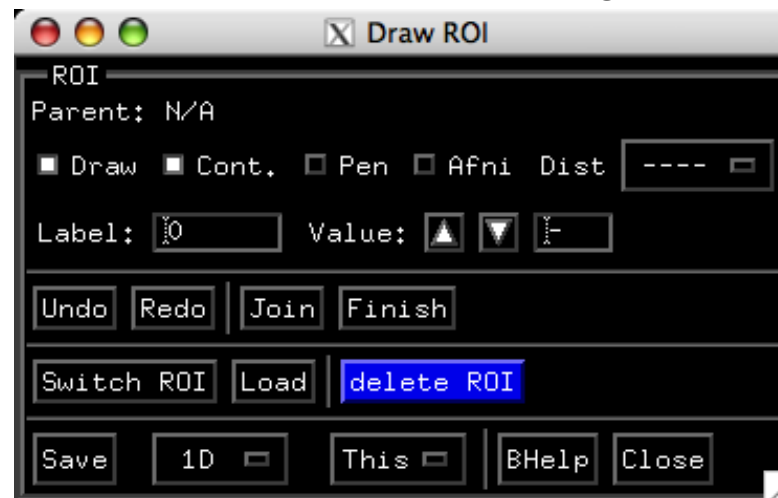 Draw ROI
ROI
Parent: N/A
Draw Cont. Pen Afni Dist ----
Label: 0 Value: -
Undo Redo Join Finish
Switch ROI Load delete ROI
Save 1D This BHelp Close